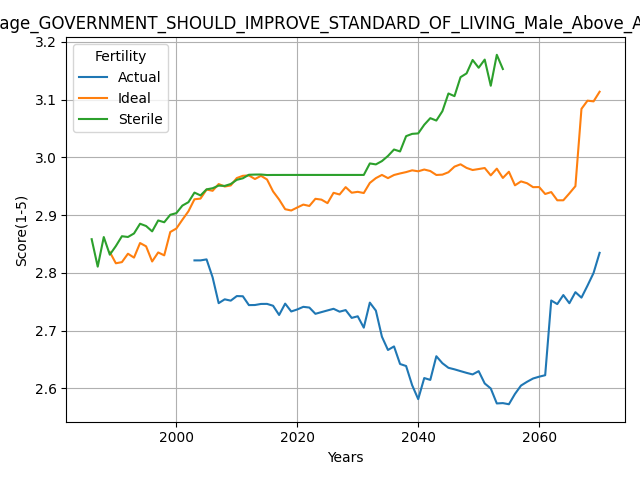 age_GOVERNMENT_SHOULD_IMPROVE_STANDARD_OF_LIVING_Male_Above_A
3.2
3.1
3.0
2.9
2.8
2.7
2.6
Score(1-5)
Fertility
Actual
Ideal
Sterile
2000
2020
2040
2060
Years